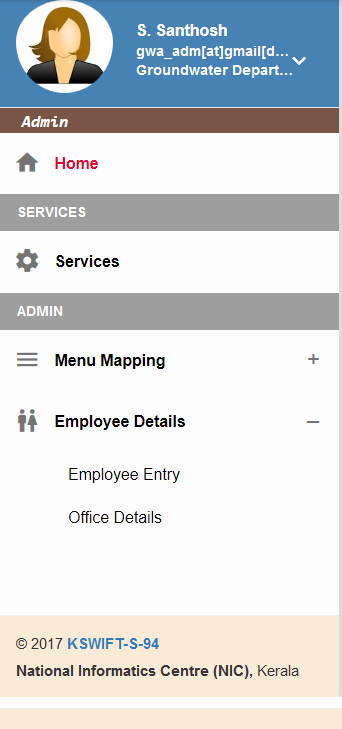 S. Santhosh
gwa_adm[at]gmail[d...
Groundwater Depart...
Admin
Home
SERVICES
Services
ADMIN
Menu Mapping +
Employee Details –
Employee Entry
Office Details
© 2017 KSWIFT-S-94
National Informatics Centre (NIC), Kerala